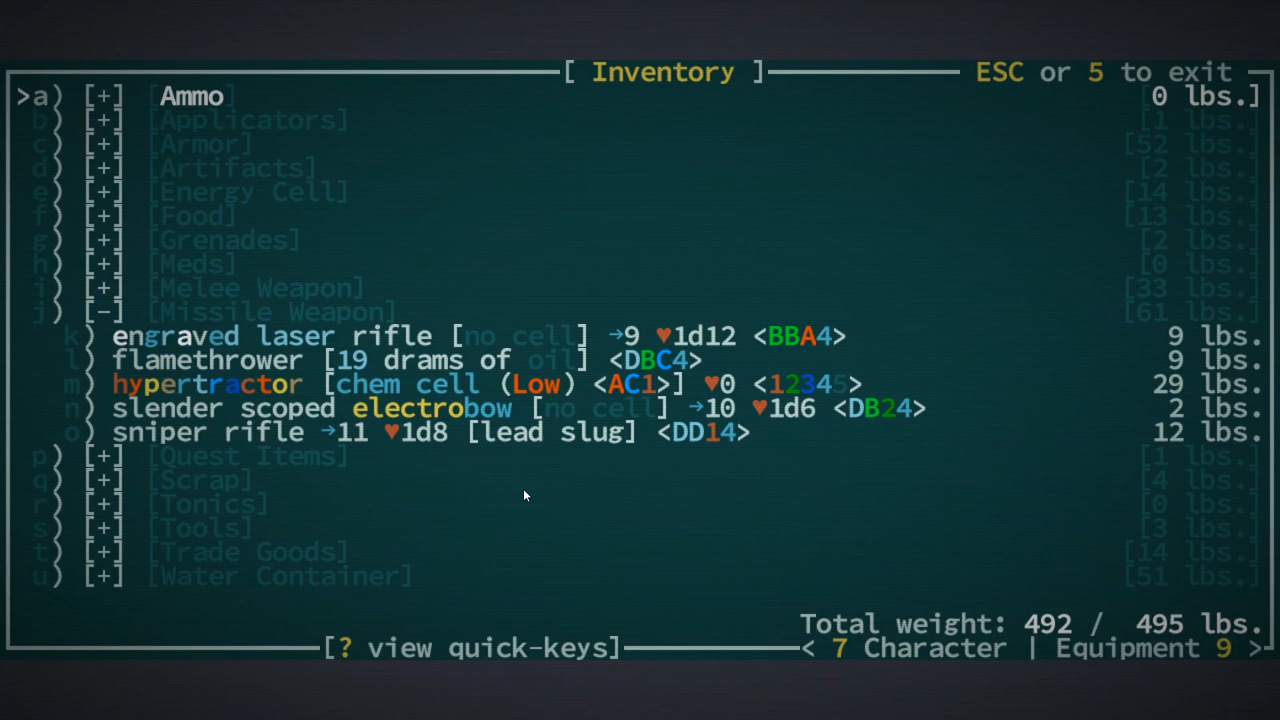 [ Inventory ] ESC or 5 to exit
>a) [+] Ammo] 0 lbs.]
b) [+] [Applicators] [1 lbs.]
c) [+] [Armor] [52 lbs.]
d) [+] [Artifacts] [2 lbs.]
e) [+] [Energy Cell] [14 lbs.]
f) [+] [Food] [13 lbs.]
g) [+] [Grenades] [2 lbs.]
h) [+] [Meds] [0 lbs.]
i) [+] [Melee Weapon] [33 lbs.]
j) [-] [Missile Weapon] [61 lbs.]
k) engraved laser rifle [no cell] →9 ♥1d12 <BBA4> 9 lbs.
l) flamethrower [19 drams of oil] <DBC4> 9 lbs.
m) hypertractor [chem cell (Low) <AC1>] ♥0 <12345> 29 lbs.
n) slender scoped electrobow [no cell] →10 ♥1d6 <DB24> 2 lbs.
o) sniper rifle →11 ♥1d8 [lead slug] <DD14> 12 lbs.
p) [+] [Quest Items] [1 lbs.]
q) [+] [Scrap] [4 lbs.]
r) [+] [Tonics] [0 lbs.]
s) [+] [Tools] [3 lbs.]
t) [+] [Trade Goods] [14 lbs.]
u) [+] [Water Container] [51 lbs.]
Total weight: 492 / 495 lbs.
[? view quick-keys] < 7 Character | Equipment 9 >